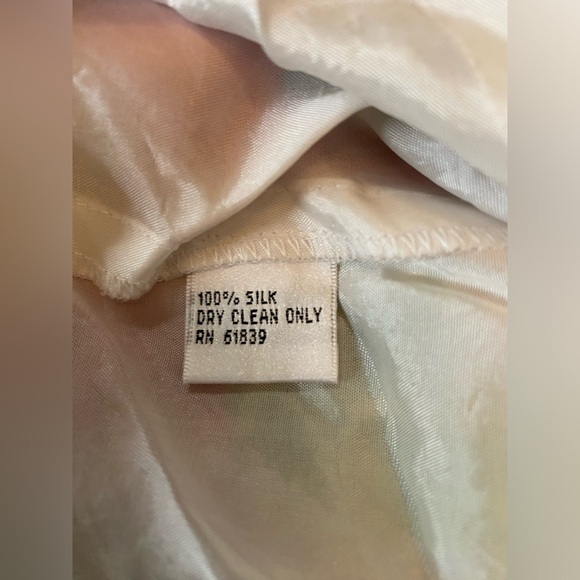 100% SILK
DRY CLEAN ONLY
RN 61839